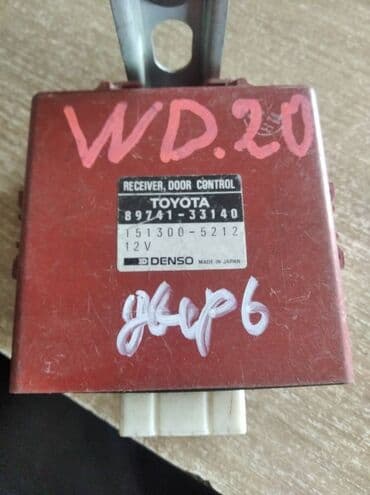 WD.20
RECEIVER, DOOR CONTROL
TOYOTA
89741-33140
151300-5212
12V
DENSO MADE IN JAPAN